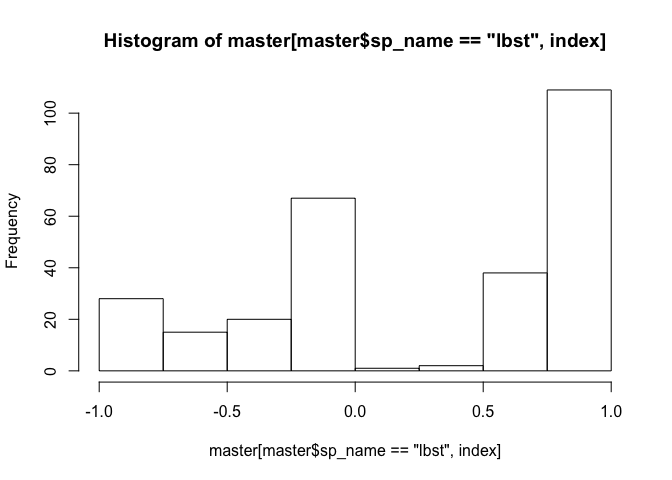 Histogram of master[master$sp_name == "lbst", index]
Frequency
100
80
60
40
20
0
-1.0 -0.5 0.0 0.5 1.0
master[master$sp_name == "lbst", index]